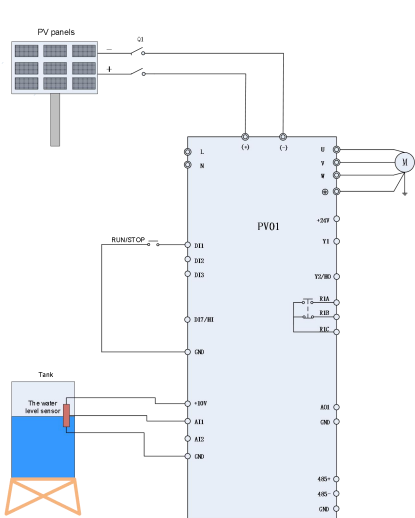 PV panels
Q1
−
+
(+)
(−)
L
N
U
V
W
M
PV01
+24V
Y1
RUN/STOP
DI1
DI2
DI3
Y2/HO
R1A
R1B
R1C
DI7/HI
GND
Tank
The water
level sensor
+10V
AI1
AI2
GND
AO1
GND
485+
485-
GND